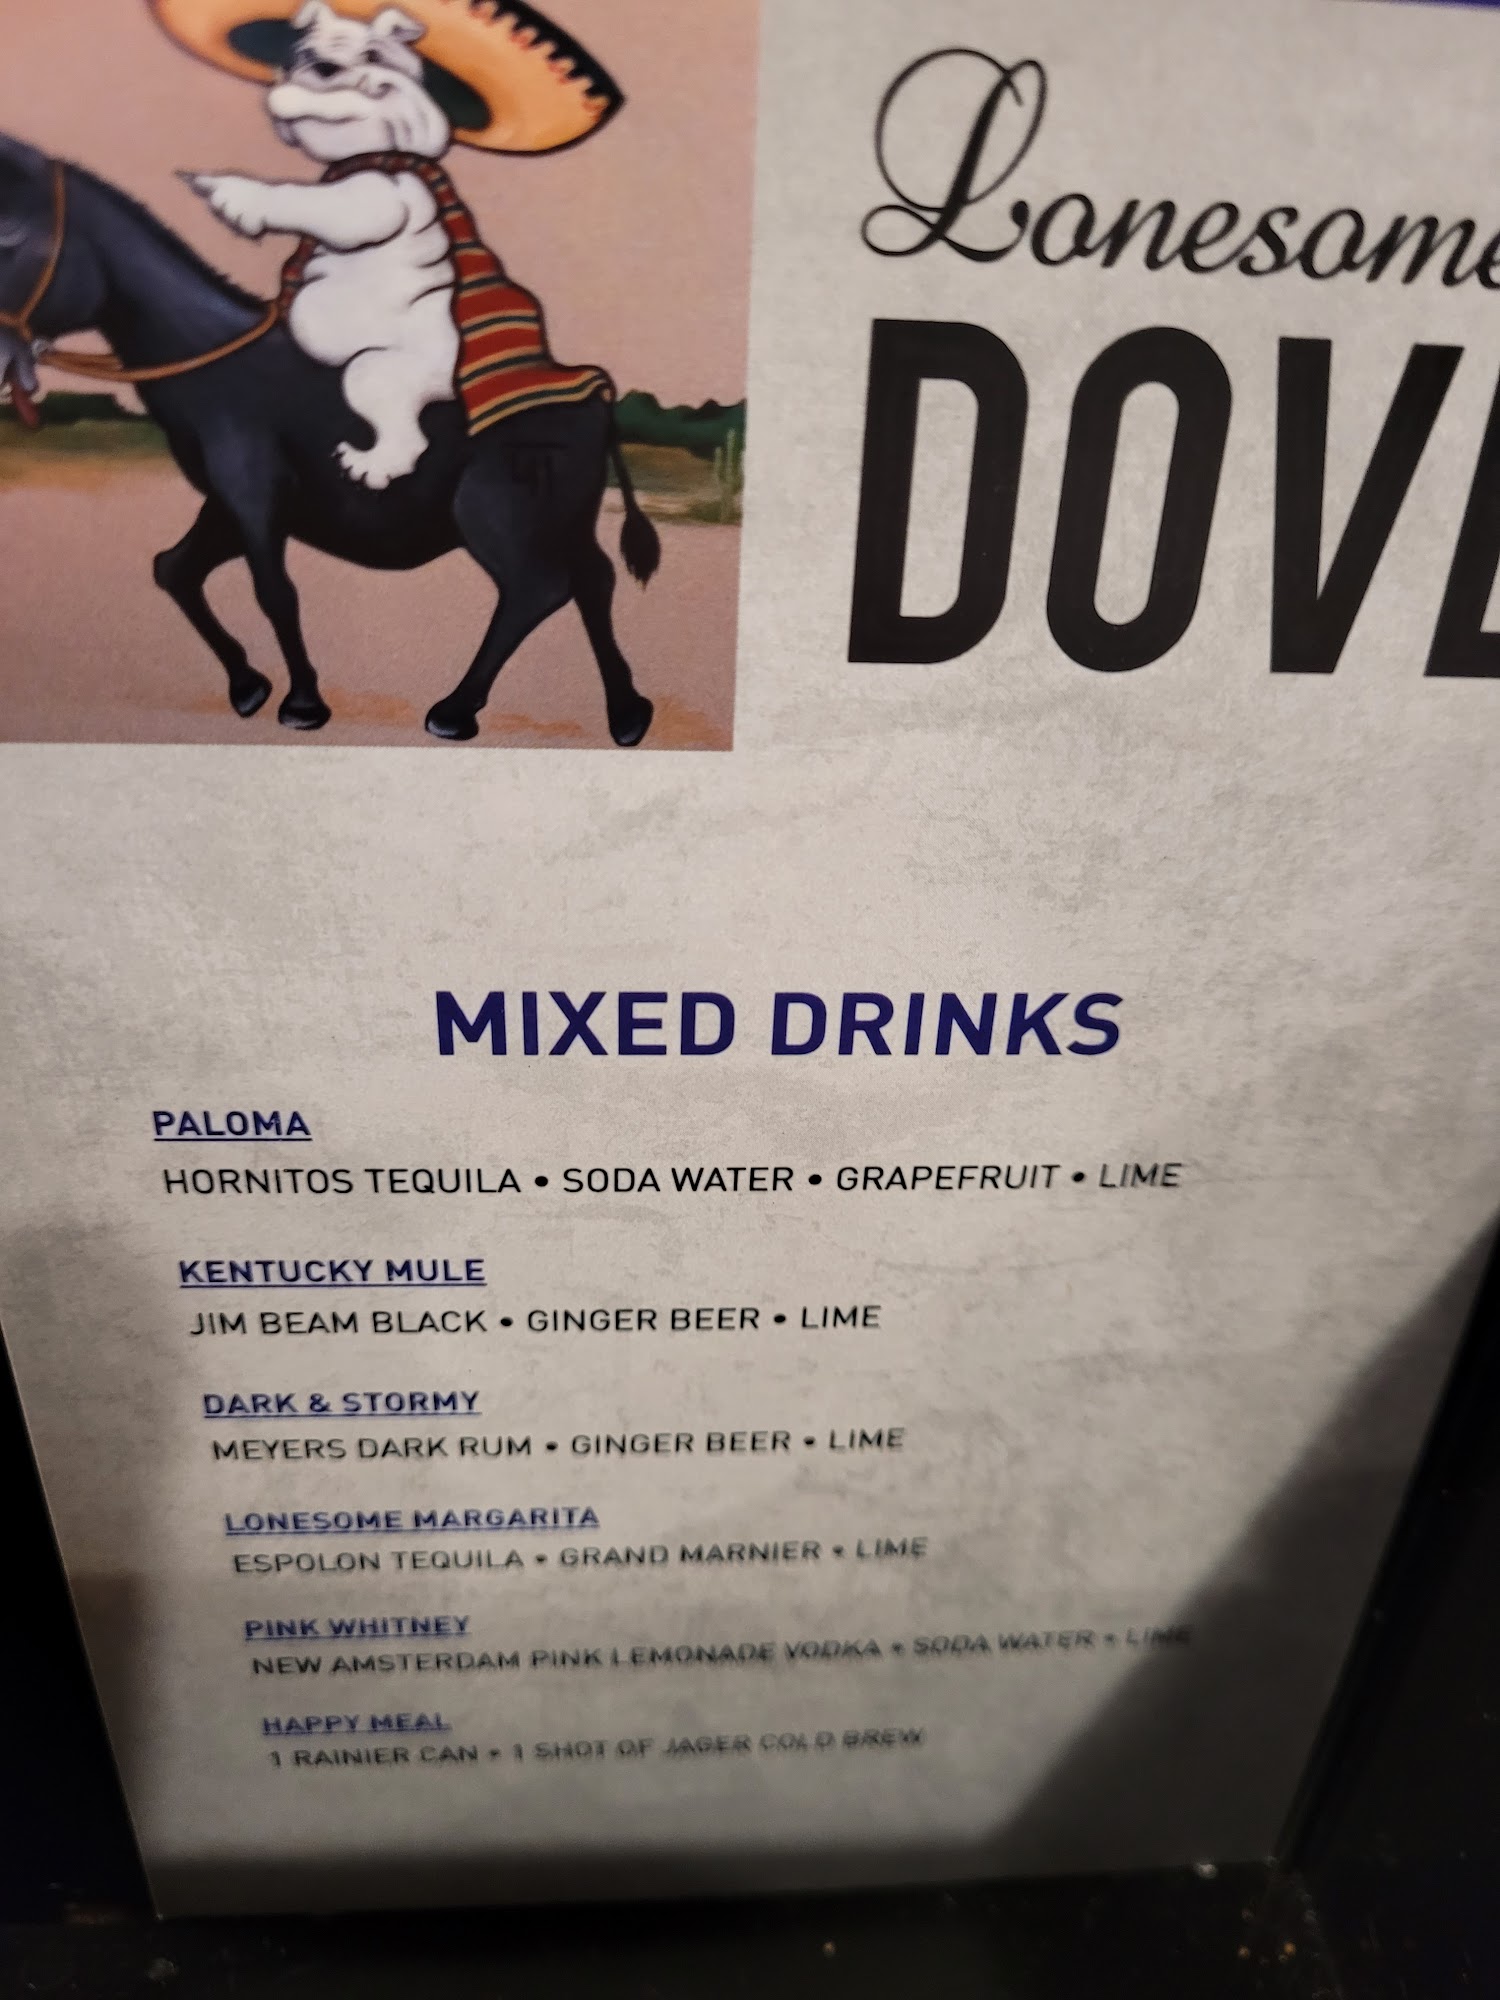 Lonesome
DOVE
MIXED DRINKS
PALOMA
HORNITOS TEQUILA • SODA WATER • GRAPEFRUIT • LIME
KENTUCKY MULE
JIM BEAM BLACK • GINGER BEER • LIME
DARK & STORMY
MEYERS DARK RUM • GINGER BEER • LIME
LONESOME MARGARITA
ESPOLON TEQUILA • GRAND MARNIER • LIME
PINK WHITNEY
NEW AMSTERDAM PINK LEMONADE VODKA • SODA WATER • LIME
HAPPY MEAL
1 RAINIER CAN • 1 SHOT OF JAGER COLD BREW